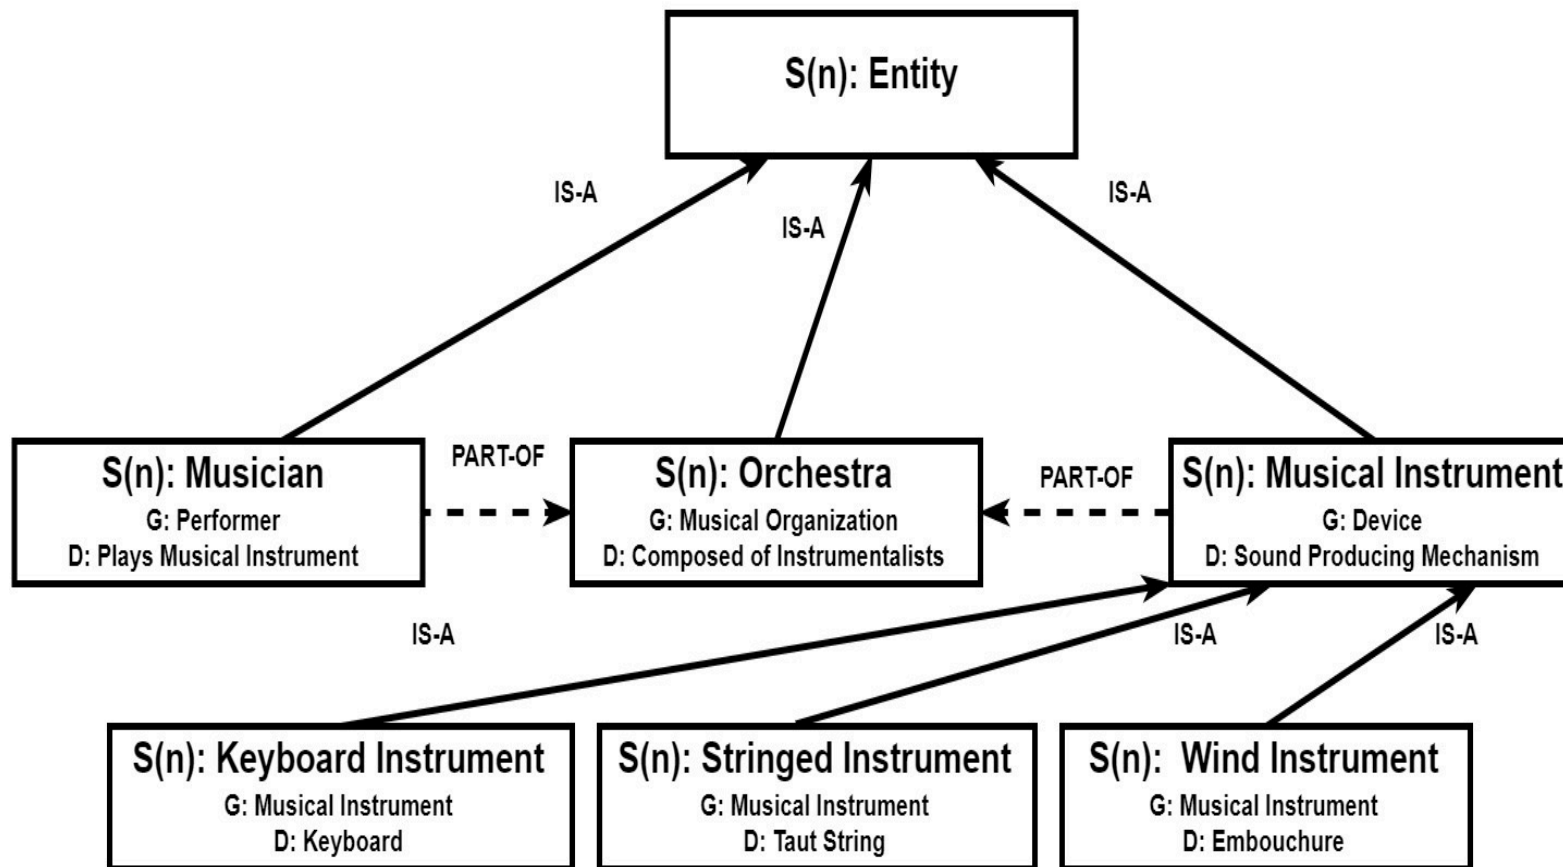 S(n): Entity
IS-A
IS-A
IS-A
S(n): Musician
G: Performer
D: Plays Musical Instrument
PART-OF
S(n): Orchestra
G: Musical Organization
D: Composed of Instrumentalists
PART-OF
S(n): Musical Instrument
G: Device
D: Sound Producing Mechanism
IS-A
IS-A
IS-A
S(n): Keyboard Instrument
G: Musical Instrument
D: Keyboard
S(n): Stringed Instrument
G: Musical Instrument
D: Taut String
S(n): Wind Instrument
G: Musical Instrument
D: Embouchure